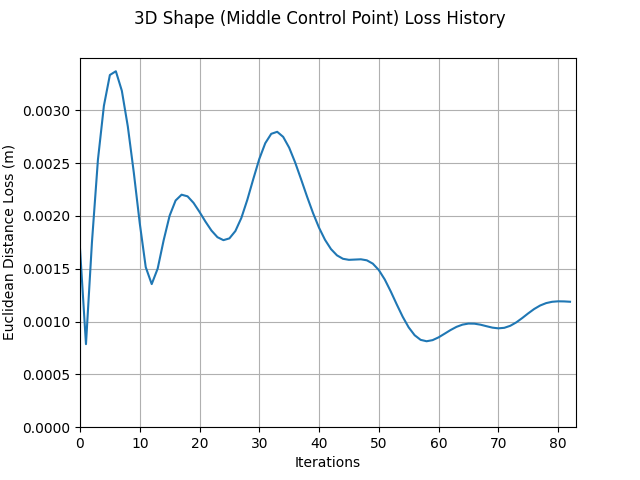 3D Shape (Middle Control Point) Loss History
Euclidean Distance Loss (m)
0.0030
0.0025
0.0020
0.0015
0.0010
0.0005
0.0000
0 10 20 30 40 50 60 70 80
Iterations